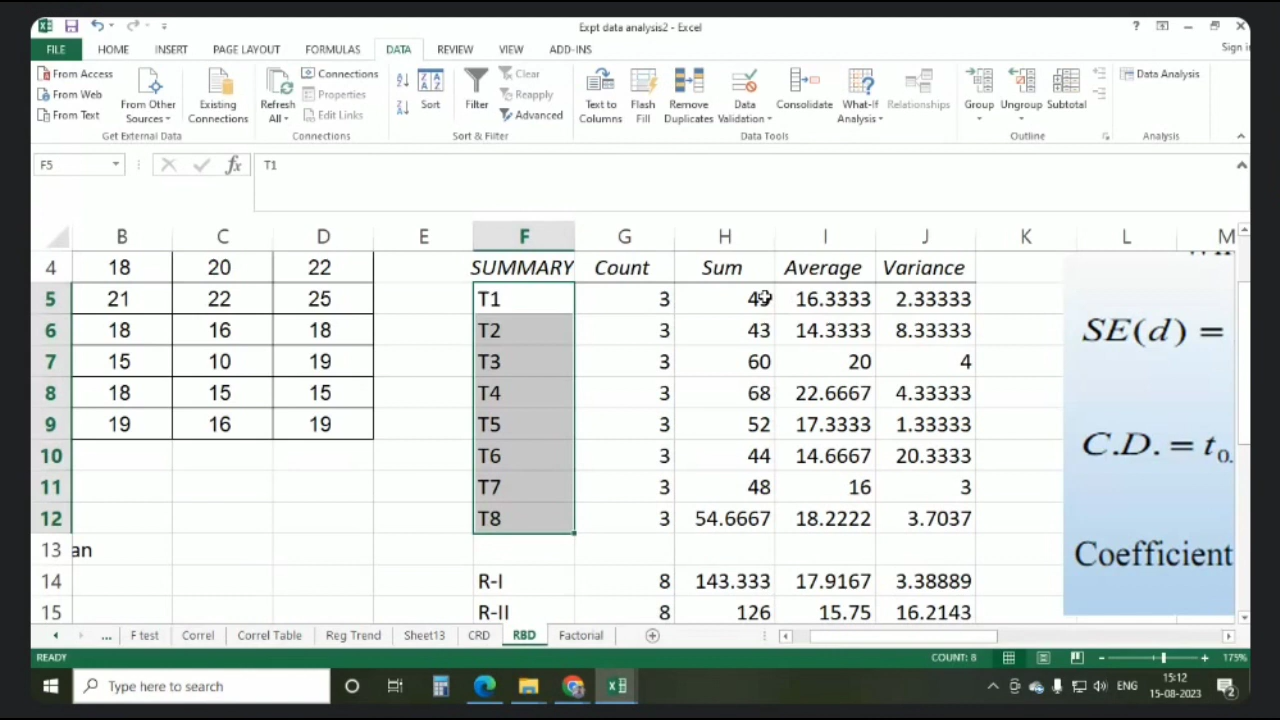 Expt data analysis2 - Excel
?
Sign in
FILE HOME INSERT PAGE LAYOUT FORMULAS DATA REVIEW VIEW ADD-INS
From Access
From Web
From Text
From Other Sources
Existing Connections
Get External Data
Refresh All
Connections
Properties
Edit Links
Connections
Sort
Filter
Clear
Reapply
Advanced
Sort & Filter
Text to Columns
Flash Fill
Remove Duplicates
Data Validation
Consolidate
What-If Analysis
Relationships
Data Tools
Group
Ungroup
Subtotal
Outline
Data Analysis
Analysis
F5 fx T1
B C D E F G H I J K L M
4 18 20 22 SUMMARY Count Sum Average Variance
5 21 22 25 T1 3 49 16.3333 2.33333
6 18 16 18 T2 3 43 14.3333 8.33333
7 15 10 19 T3 3 60 20 4
8 18 15 15 T4 3 68 22.6667 4.33333
9 19 16 19 T5 3 52 17.3333 1.33333
10 T6 3 44 14.6667 20.3333
11 T7 3 48 16 3
12 T8 3 54.6667 18.2222 3.7037
13 an
14 R-I 8 143.333 17.9167 3.38889
15 R-II 8 126 15.75 16.2143
SE(d) =
C.D. = t0.
Coefficient
... F test Correl Correl Table Reg Trend Sheet13 CRD RBD Factorial
READY COUNT: 8 175%
Type here to search
ENG
15:12
15-08-2023
2